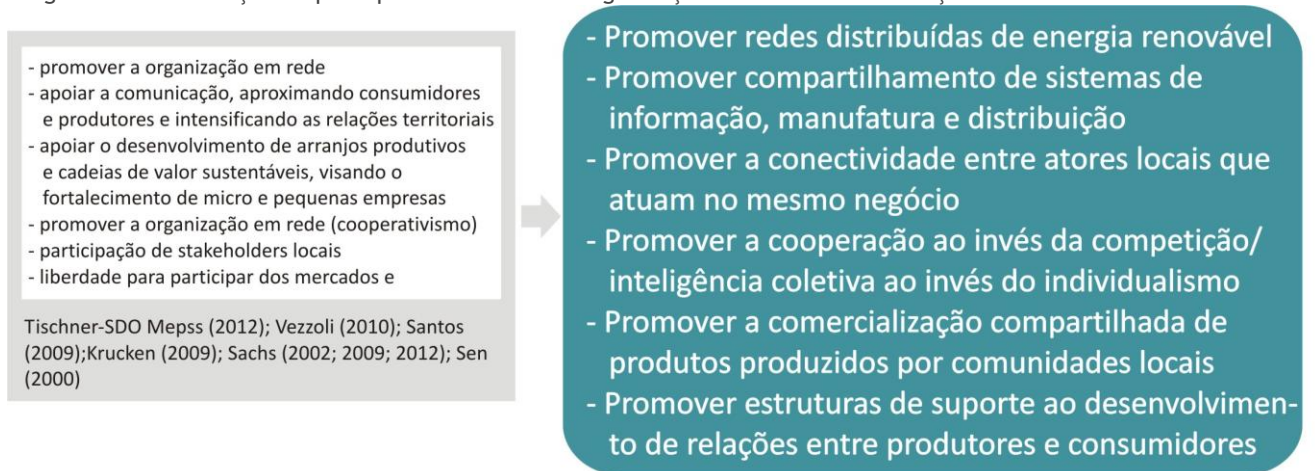 - promover a organização em rede
- apoiar a comunicação, aproximando consumidores
e produtores e intensificando as relações territoriais
- apoiar o desenvolvimento de arranjos produtivos
e cadeias de valor sustentáveis, visando o
fortalecimento de micro e pequenas empresas
- promover a organização em rede (cooperativismo)
- participação de stakeholders locais
- liberdade para participar dos mercados e
Tischner-SDO Mepss (2012); Vezzoli (2010); Santos
(2009);Krucken (2009); Sachs (2002; 2009; 2012); Sen
(2000)
- Promover redes distribuídas de energia renovável
- Promover compartilhamento de sistemas de
informação, manufatura e distribuição
- Promover a conectividade entre atores locais que
atuam no mesmo negócio
- Promover a cooperação ao invés da competição/
inteligência coletiva ao invés do individualismo
- Promover a comercialização compartilhada de
produtos produzidos por comunidades locais
- Promover estruturas de suporte ao desenvolvimen-
to de relações entre produtores e consumidores